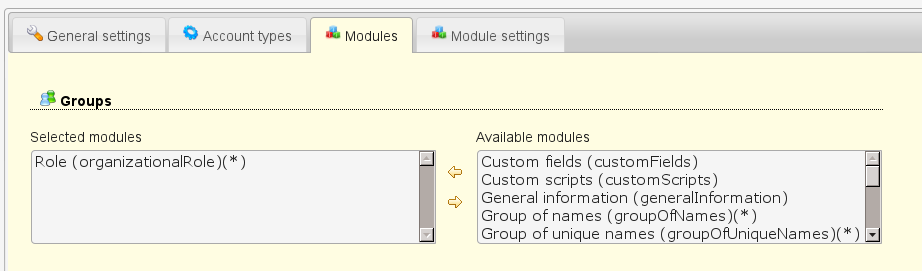 General settings
Account types
Modules
Module settings
Groups
Selected modules
Available modules
Role (organizationalRole)(*)
Custom fields (customFields)
Custom scripts (customScripts)
General information (generalInformation)
Group of names (groupOfNames)(*)
Group of unique names (groupOfUniqueNames)(*)